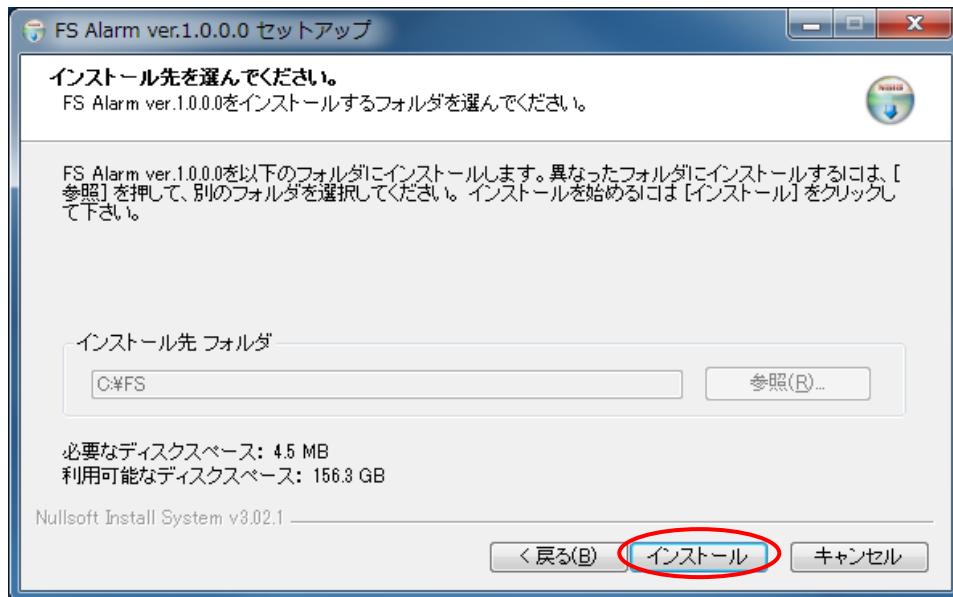 FS Alarm ver.1.0.0.0 セットアップ
インストール先を選んでください。
FS Alarm ver.1.0.0.0をインストールするフォルダを選んでください。
FS Alarm ver.1.0.0.0を以下のフォルダにインストールします。異なったフォルダにインストールするには、[
参照] を押して、別のフォルダを選択してください。インストールを始めるには [インストール] をクリックし
て下さい。
インストール先 フォルダ
C:¥FS
参照(R)...
必要なディスクスペース: 4.5 MB
利用可能なディスクスペース: 156.3 GB
Nullsoft Install System v3.02.1
< 戻る(B)
インストール
キャンセル